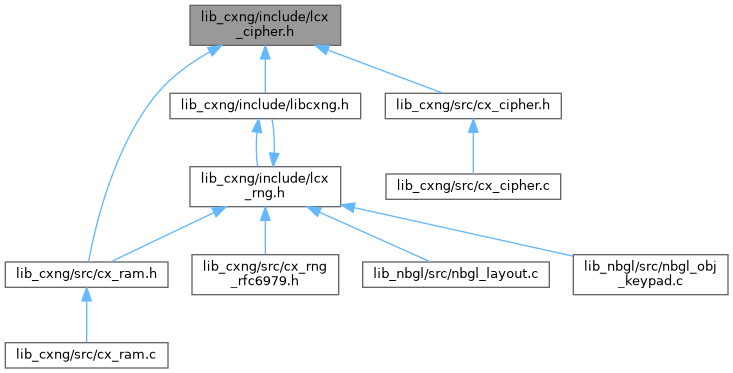 lib_cxng/include/lcx
_cipher.h
lib_cxng/include/libcxng.h
lib_cxng/src/cx_cipher.h
lib_cxng/include/lcx
_rng.h
lib_cxng/src/cx_cipher.c
lib_cxng/src/cx_ram.h
lib_cxng/src/cx_rng
_rfc6979.h
lib_nbgl/src/nbgl_layout.c
lib_nbgl/src/nbgl_obj
_keypad.c
lib_cxng/src/cx_ram.c